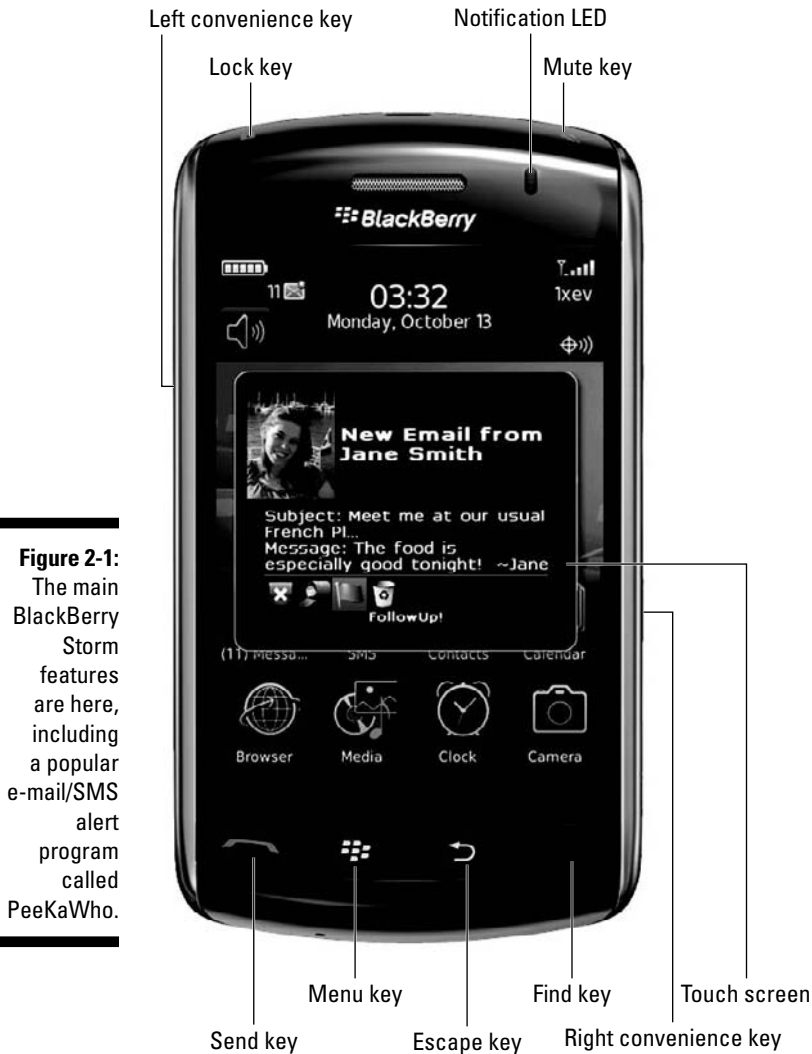 Left convenience key
Notification LED
Lock key
Mute key
BlackBerry
11
03:32
1xev
Monday, October 13
New Email from
Jane Smith
Subject: Meet me at our usual
French Pl...
Message: The food is
especially good tonight! ~Jane
FollowUp!
(11) Messa...
SMS
Contacts
Calendar
Browser
Media
Clock
Camera
Figure 2-1:
The main
BlackBerry
Storm
features
are here,
including
a popular
e-mail/SMS
alert
program
called
PeeKaWho.
Menu key
Find key
Touch screen
Send key
Escape key
Right convenience key